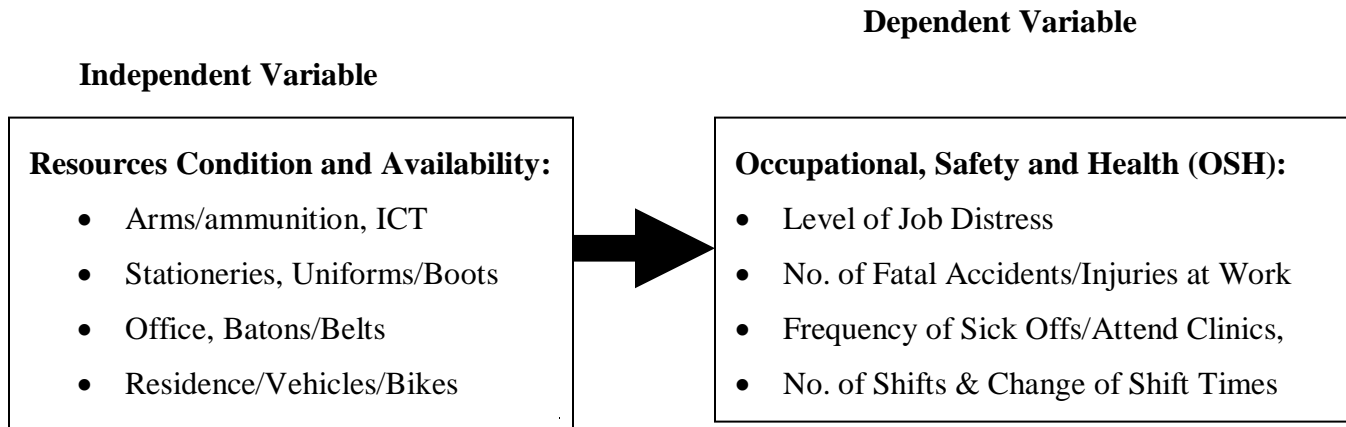 Dependent Variable
Independent Variable
Resources Condition and Availability:
• Arms/ammunition, ICT
• Stationeries, Uniforms/Boots
• Office, Batons/Belts
• Residence/Vehicles/Bikes
Occupational, Safety and Health (OSH):
• Level of Job Distress
• No. of Fatal Accidents/Injuries at Work
• Frequency of Sick Offs/Attend Clinics,
• No. of Shifts & Change of Shift Times